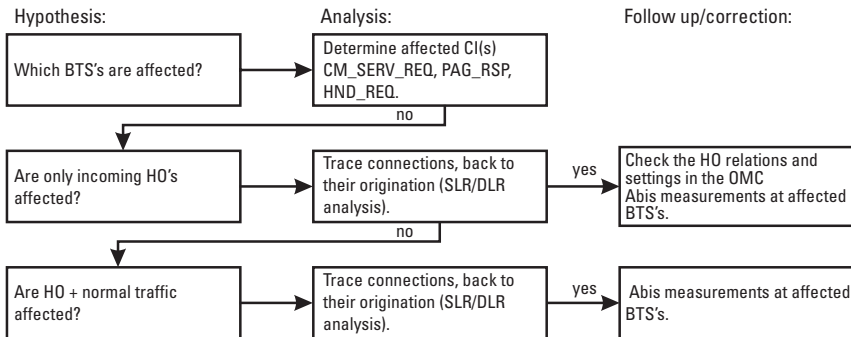 Hypothesis:
Analysis:
Follow up/correction:
Which BTS's are affected?
Determine affected CI(s)
CM_SERV_REQ, PAG_RSP,
HND_REQ.
no
Are only incoming HO's
affected?
Trace connections, back to
their origination (SLR/DLR
analysis).
yes
Check the HO relations and
settings in the OMC
Abis measurements at affected
BTS's.
no
Are HO + normal traffic
affected?
Trace connections, back to
their origination (SLR/DLR
analysis).
yes
Abis measurements at affected
BTS's.